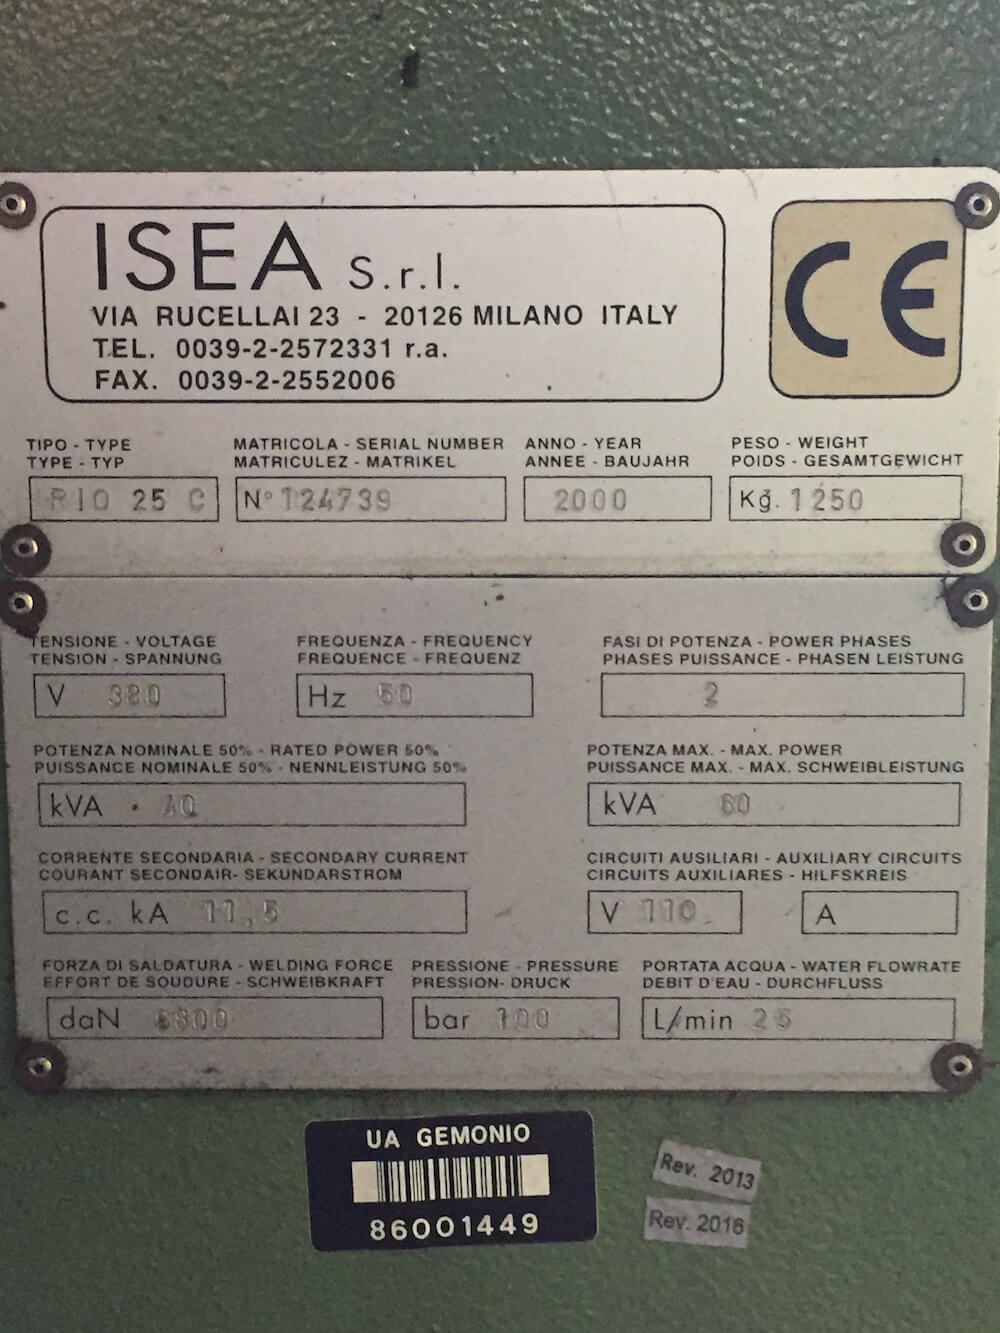 ISEA S.r.l.
VIA RUCELLAI 23 - 20126 MILANO ITALY
TEL. 0039-2-2572331 r.a.
FAX. 0039-2-2552006
CE
TIPO - TYPE
TYPE - TYP
RIO 25 C
MATRICOLA - SERIAL NUMBER
MATRICULEZ - MATRIKEL
N° 124739
ANNO - YEAR
ANNEE - BAUJAHR
2000
PESO - WEIGHT
POIDS - GESAMTGEWICHT
Kg. 1250
TENSIONE - VOLTAGE
TENSION - SPANNUNG
V 380
FREQUENZA - FREQUENCY
FREQUENCE - FREQUENZ
Hz 50
FASI DI POTENZA - POWER PHASES
PHASES PUISSANCE - PHASEN LEISTUNG
2
POTENZA NOMINALE 50% - RATED POWER 50%
PUISSANCE NOMINALE 50% - NENNLEISTUNG 50%
kVA 40
POTENZA MAX. - MAX. POWER
PUISSANCE MAX. - MAX. SCHWEIBLEISTUNG
kVA 60
CORRENTE SECONDARIA - SECONDARY CURRENT
COURANT SECONDAIR- SEKUNDARSTROM
c.c. kA 11,5
CIRCUITI AUSILIARI - AUXILIARY CIRCUITS
CIRCUITS AUXILIARES - HILFSKREIS
V 110
A
FORZA DI SALDATURA - WELDING FORCE
EFFORT DE SOUDURE - SCHWEIBKRAFT
daN
PRESSIONE - PRESSURE
PRESSION- DRUCK
bar 100
PORTATA ACQUA - WATER FLOWRATE
DEBIT D'EAU - DURCHFLUSS
L/min 25
UA GEMONIO
86001449
Rev. 2013
Rev. 2016